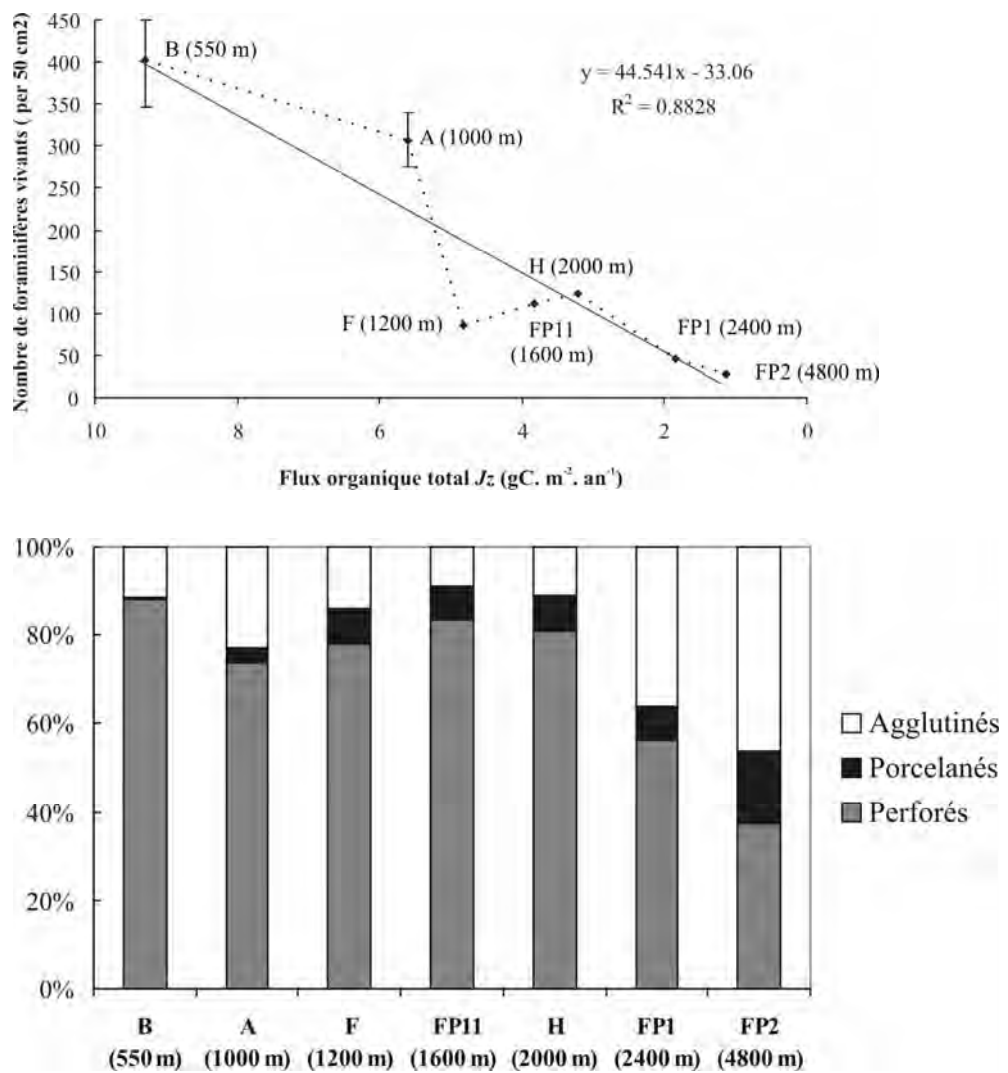 450
400
350
300
250
200
150
100
50
0
Nombre de foraminifères vivants ( per 50 cm2)
B (550 m)
y = 44.541x - 33.06
R² = 0.8828
A (1000 m)
H (2000 m)
F (1200 m)
FP11
(1600 m)
FP1 (2400 m)
FP2 (4800 m)
10 8 6 4 2 0
Flux organique total Jz (gC. m⁻². an⁻¹)
100%
80%
60%
40%
20%
0%
Agglutinés
Porcelanés
Perforés
B A F FP11 H FP1 FP2
(550 m) (1000 m) (1200 m) (1600 m) (2000 m) (2400 m) (4800 m)